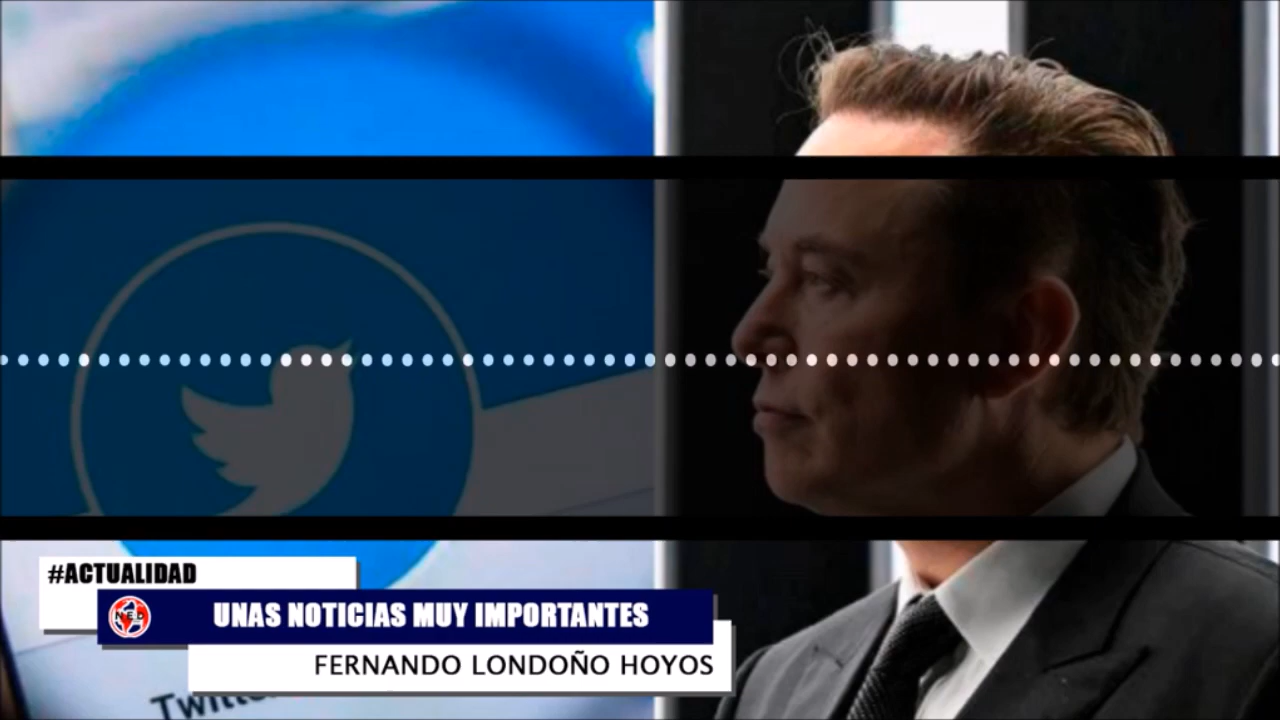 #ACTUALIDAD
UNAS NOTICIAS MUY IMPORTANTES
FERNANDO LONDOÑO HOYOS